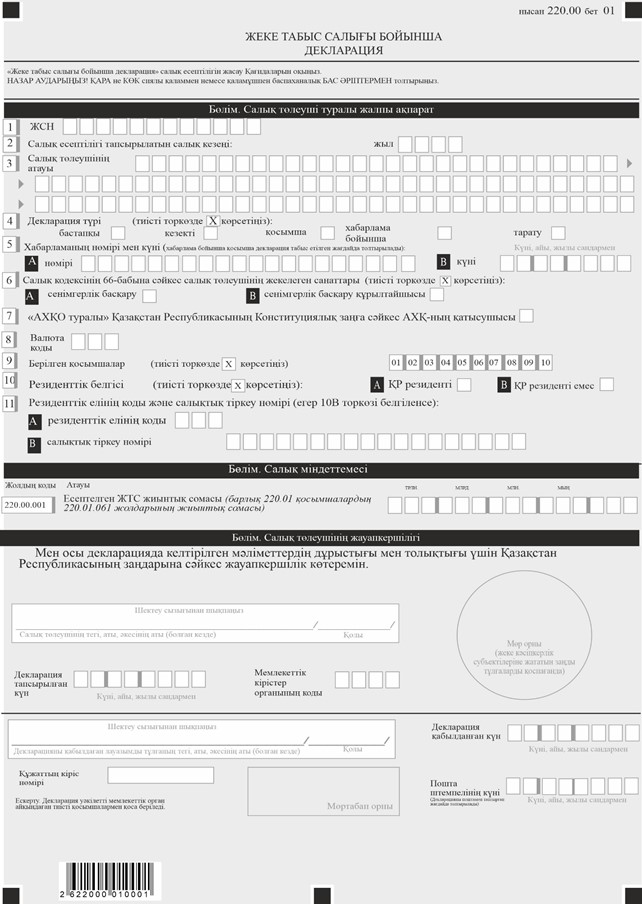 нысан 220.00 бет 01
ЖЕКЕ ТАБЫС САЛЫҒЫ БОЙЫНША
ДЕКЛАРАЦИЯ
«Жеке табыс салығы бойынша декларация» салық есептілігін жасау Қағидаларын оқыңыз.
НАЗАР АУДАРЫҢЫЗ! ҚАРА не КӨК сиялы қаламмен немесе қаламұшпен баспаханалық БАС ӘРІПТЕРМЕН толтырыңыз.
Бөлім. Салық төлеуші туралы жалпы ақпарат
1 ЖСН
2 Салық есептілігі тапсырылатын салық кезеңі: жыл
3 Салық төлеушінің
атауы
4 Декларация түрі (тиісті торкөзде X көрсетіңіз):
бастапқы кезекті қосымша хабарлама
бойынша тарату
5 Хабарламаның нөмірі мен күні (хабарлама бойынша қосымша декларация табыс етілген жағдайда толтырылады): Күні, айы, жылы сандармен
A нөмірі B күні
6 Салық кодексінің 66-бабына сәйкес салық төлеушінің жекелеген санаттары (тиісті торкөзде X көрсетіңіз):
A сенімгерлік басқару B сенімгерлік басқару құрылтайшысы
7 «АХҚО туралы» Қазақстан Республикасының Конституциялық заңға сәйкес АХҚ-ның қатысушысы
8 Валюта
коды
9 Берілген қосымшалар (тиісті торкөзде X көрсетіңіз) 01 02 03 04 05 06 07 08 09 10
10 Резиденттік белгісі (тиісті торкөзде X көрсетіңіз): A ҚР резиденті B ҚР резиденті емес
11 Резиденттік елінің коды және салықтық тіркеу нөмірі (егер 10В торкөзі белгіленсе):
A резиденттік елінің коды
B салықтық тіркеу нөмірі
Бөлім. Салық міндеттемесі
Жолдың коды Атауы трлн млрд млн мың
220.00.001 Есептелген ЖТС жиынтық сомасы (барлық 220.01 қосымшалардың
220.01.061 жолдарының жиынтық сомасы)
Бөлім. Салық төлеушінің жауапкершілігі
Мен осы декларацияда келтірілген мәліметтердің дұрыстығы мен толықтығы үшін Қазақстан
Республикасының заңдарына сәйкес жауапкершілік көтеремін.
Шектеу сызығынан шықпаңыз
Салық төлеушінің тегі, аты, әкесінің аты (болған кезде) / Қолы /
Мөр орны
(жеке кәсіпкерлік
субъектілеріне жататын заңды
тұлғаларды қоспағанда)
Декларация
тапсырылған
күн
Күні, айы, жылы сандармен
Мемлекеттік
кірістер
органының коды
Шектеу сызығынан шықпаңыз
Декларацияны қабылдаған лауазымды тұлғаның тегі, аты, әкесінің аты (болған кезде) / Қолы /
Декларация
қабылданған күн
Күні, айы, жылы сандармен
Құжаттың кіріс
нөмірі
Ескерту. Декларация уәкілетті мемлекеттік орган
айқындаған тиісті қосымшалармен қоса беріледі.
Мөртабан орны
Пошта
штемпелінің күні
Күні, айы, жылы сандармен
2 622000 010001